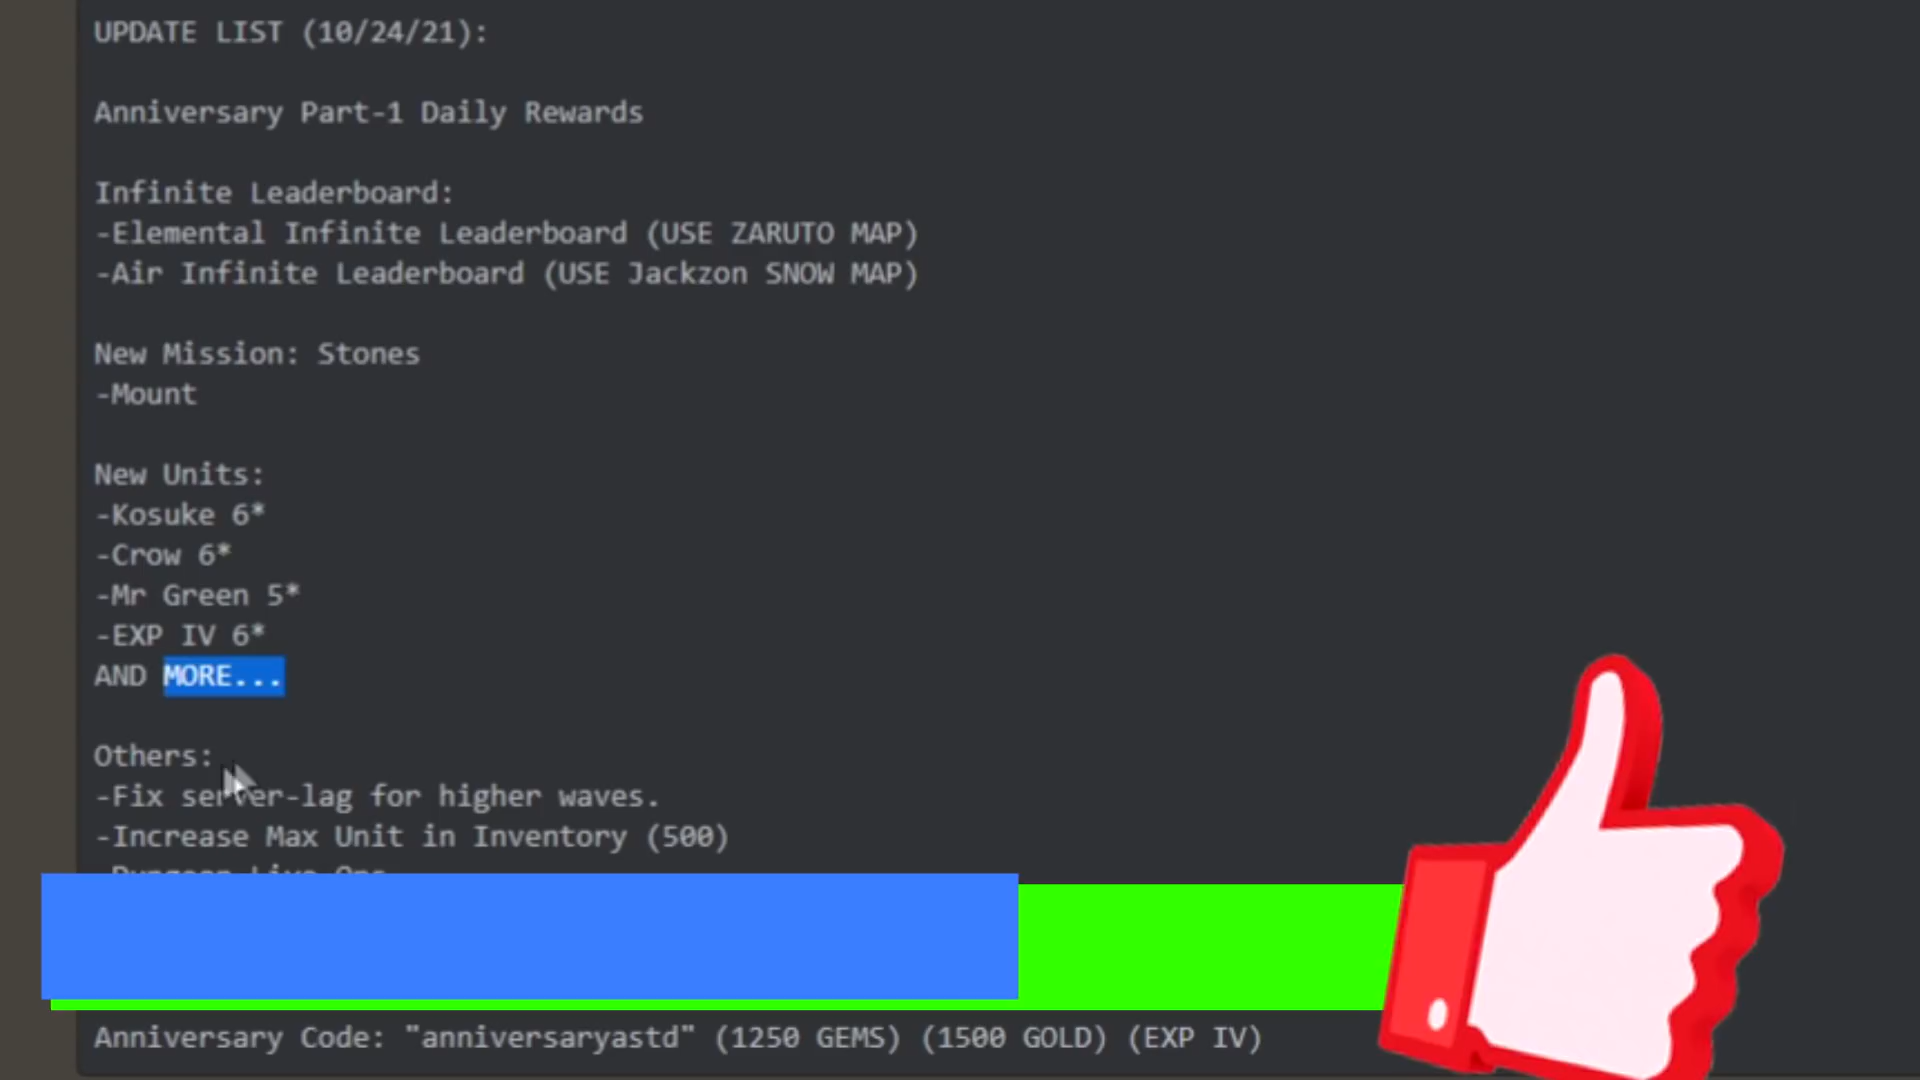 UPDATE LIST (10/24/21):
Anniversary Part-1 Daily Rewards
Infinite Leaderboard:
-Elemental Infinite Leaderboard (USE ZARUTO MAP)
-Air Infinite Leaderboard (USE Jackzon SNOW MAP)
New Mission: Stones
-Mount
New Units:
-Kosuke 6*
-Crow 6*
-Mr Green 5*
-EXP IV 6*
AND MORE...
Others:
-Fix server-lag for higher waves.
-Increase Max Unit in Inventory (500)
Anniversary Code: "anniversaryastd" (1250 GEMS) (1500 GOLD) (EXP IV)